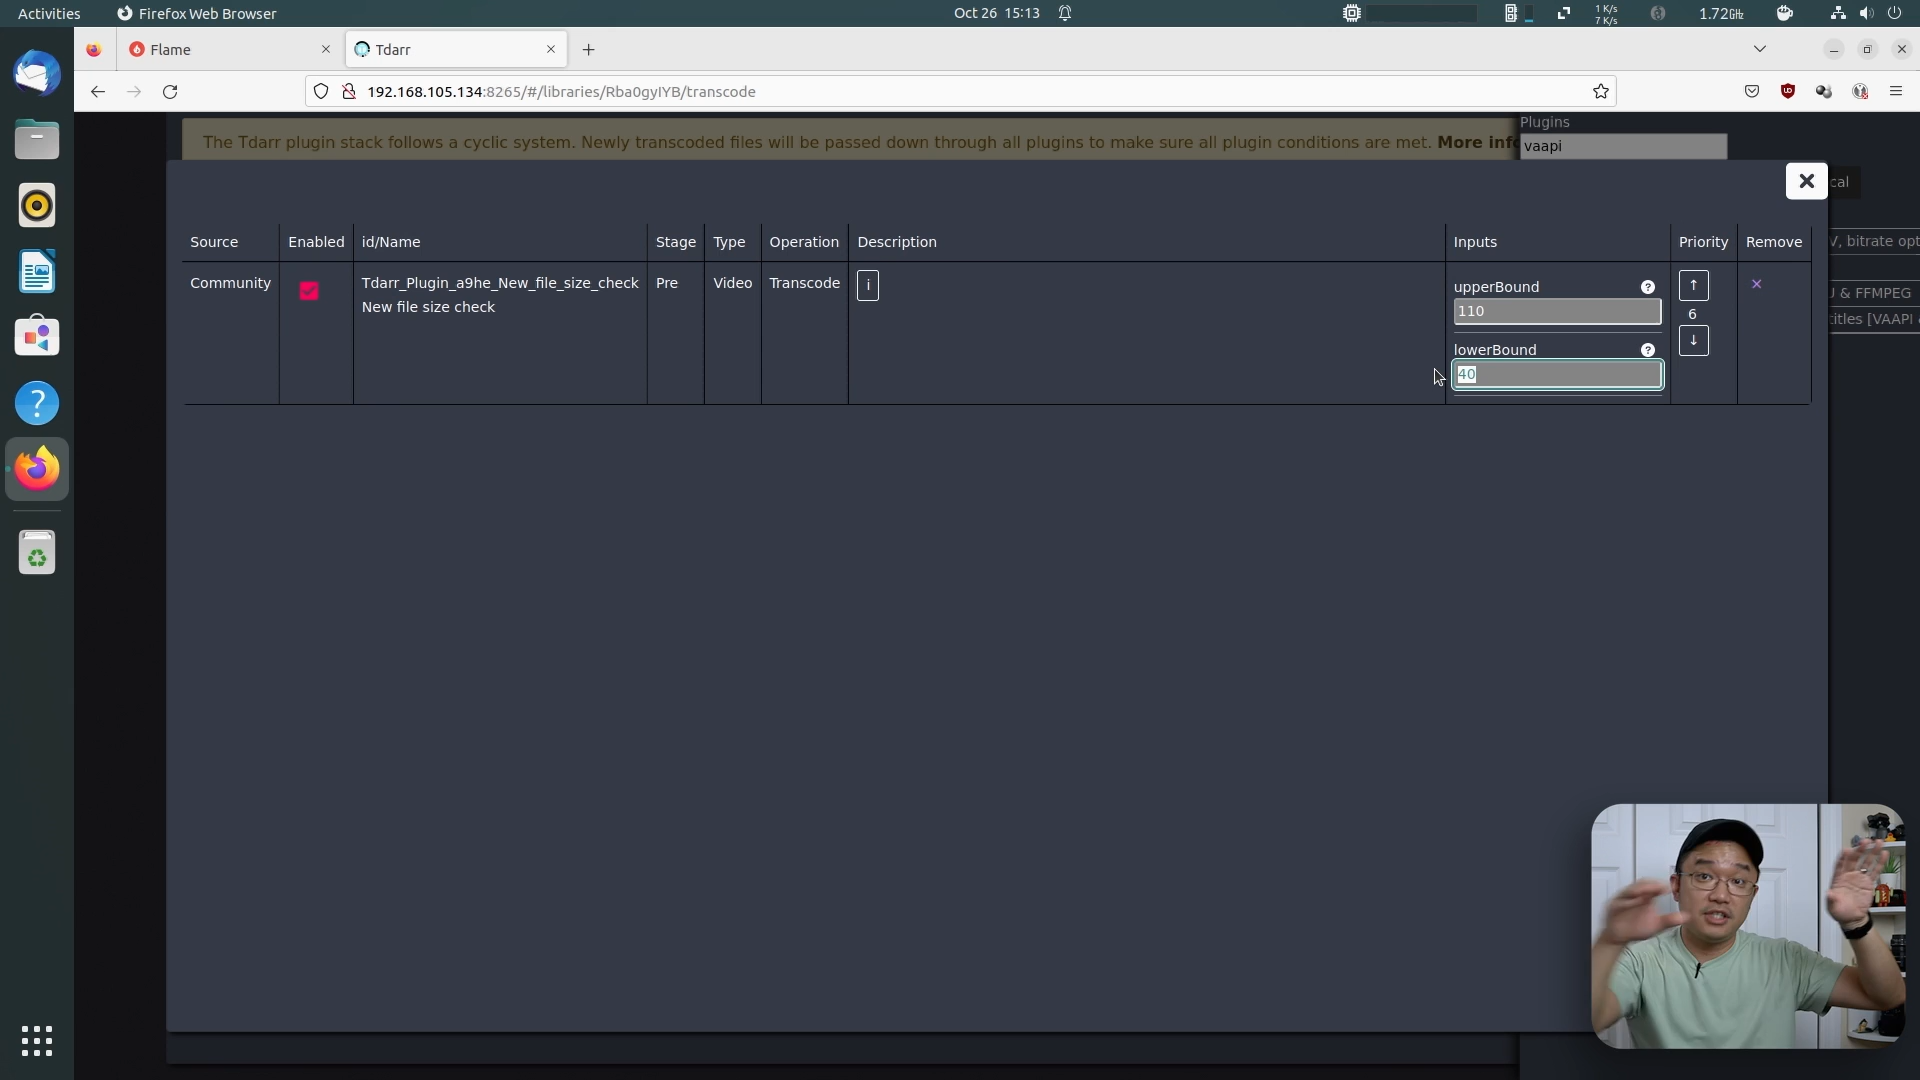 Activities
Firefox Web Browser
Oct 26 15:13
1 K/s
7 K/s
1.72GHz
Flame
Tdarr
192.168.105.134:8265/#/libraries/Rba0gyIYB/transcode
The Tdarr plugin stack follows a cyclic system. Newly transcoded files will be passed down through all plugins to make sure all plugin conditions are met. More info
Plugins
vaapi
cal
Source Enabled id/Name Stage Type Operation Description Inputs Priority Remove
V, bitrate opt
Community Tdarr_Plugin_a9he_New_file_size_check Pre Video Transcode i upperBound ?
New file size check
110
↑
6
↓
U & FFMPEG
titles [VAAPI
lowerBound ?
40